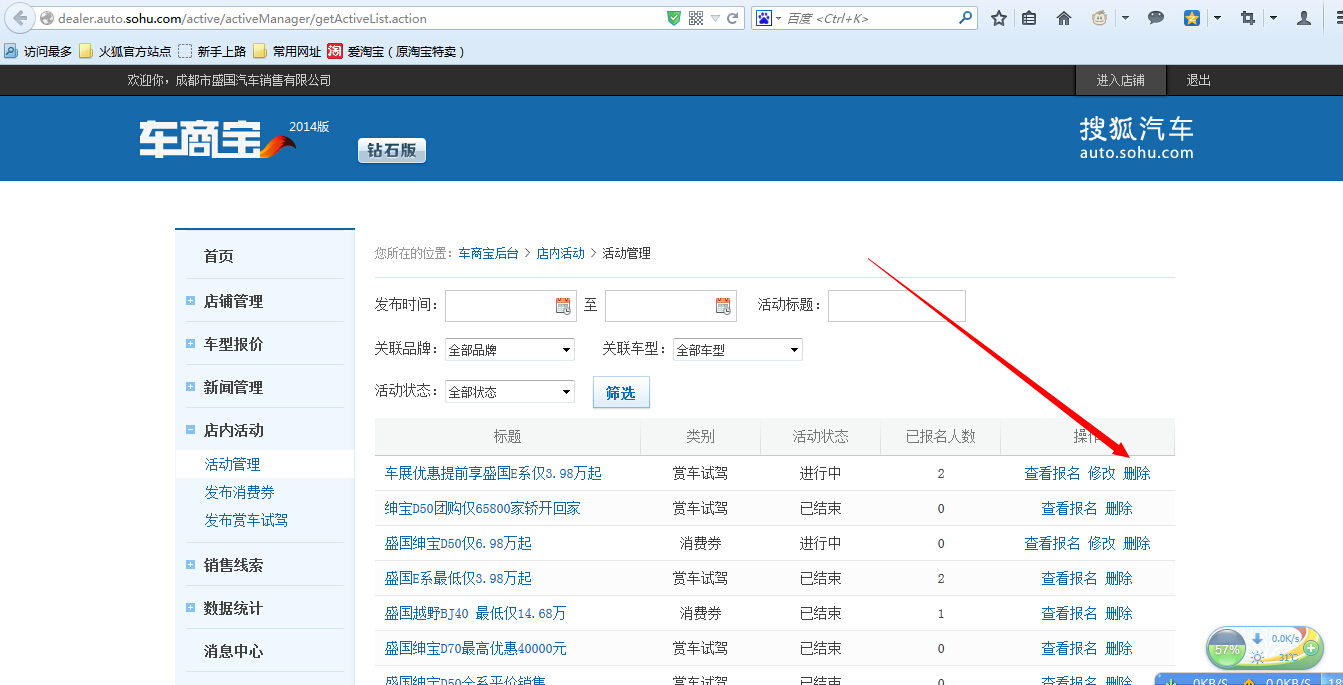 dealer.auto.sohu.com/active/activeManager/getActiveList.action
百度 <Ctrl+K>
访问最多 火狐官方站点 新手上路 常用网址 淘 爱淘宝（原淘宝特卖）
欢迎你，成都市盛国汽车销售有限公司 进入店铺 退出
车商宝 2014版 钻石版
搜狐汽车
auto.sohu.com
首页
店铺管理
车型报价
新闻管理
店内活动
活动管理
发布消费券
发布赏车试驾
销售线索
数据统计
消息中心
您所在的位置：车商宝后台 > 店内活动 > 活动管理
发布时间： 至 活动标题：
关联品牌： 全部品牌 关联车型： 全部车型
活动状态： 全部状态 筛选
标题 类别 活动状态 已报名人数 操作
车展优惠提前享盛国E系仅3.98万起 赏车试驾 进行中 2 查看报名 修改 删除
绅宝D50团购仅65800家轿开回家 赏车试驾 已结束 0 查看报名 删除
盛国绅宝D50仅6.98万起 消费券 进行中 0 查看报名 修改 删除
盛国E系最低仅3.98万起 赏车试驾 已结束 2 查看报名 删除
盛国越野BJ40 最低仅14.68万 消费券 已结束 1 查看报名 删除
盛国绅宝D70最高优惠40000元 赏车试驾 已结束 0 查看报名 删除
盛国绅宝D50全系平价销售 赏车试驾 已结束 0 查看报名 删除
57% 0.0K/s
31℃
0KB/S 0.0KB/S